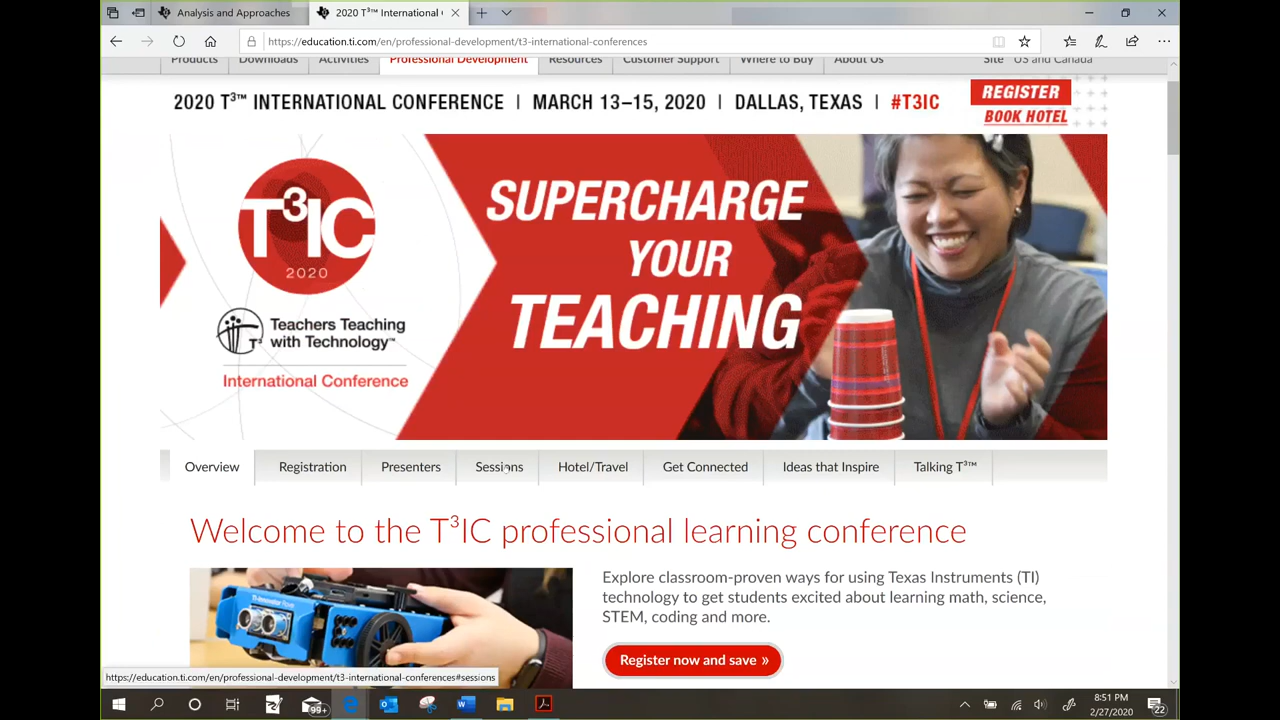 Analysis and Approaches
2020 T³™ International
https://education.ti.com/en/professional-development/t3-international-conferences
Products Downloads Activities Professional Development Resources Customer Support Where to Buy About Us Site US and Canada
2020 T³™ INTERNATIONAL CONFERENCE | MARCH 13–15, 2020 | DALLAS, TEXAS | #T3IC
REGISTER
BOOK HOTEL
T³IC
2020
Teachers Teaching
with Technology™
International Conference
SUPERCHARGE
YOUR
TEACHING
Overview Registration Presenters Sessions Hotel/Travel Get Connected Ideas that Inspire Talking T³™
Welcome to the T³IC professional learning conference
Explore classroom-proven ways for using Texas Instruments (TI)
technology to get students excited about learning math, science,
STEM, coding and more.
Register now and save »
TI-Innovator Rover
https://education.ti.com/en/professional-development/t3-international-conferences#sessions
99+
8:51 PM
2/27/2020
22